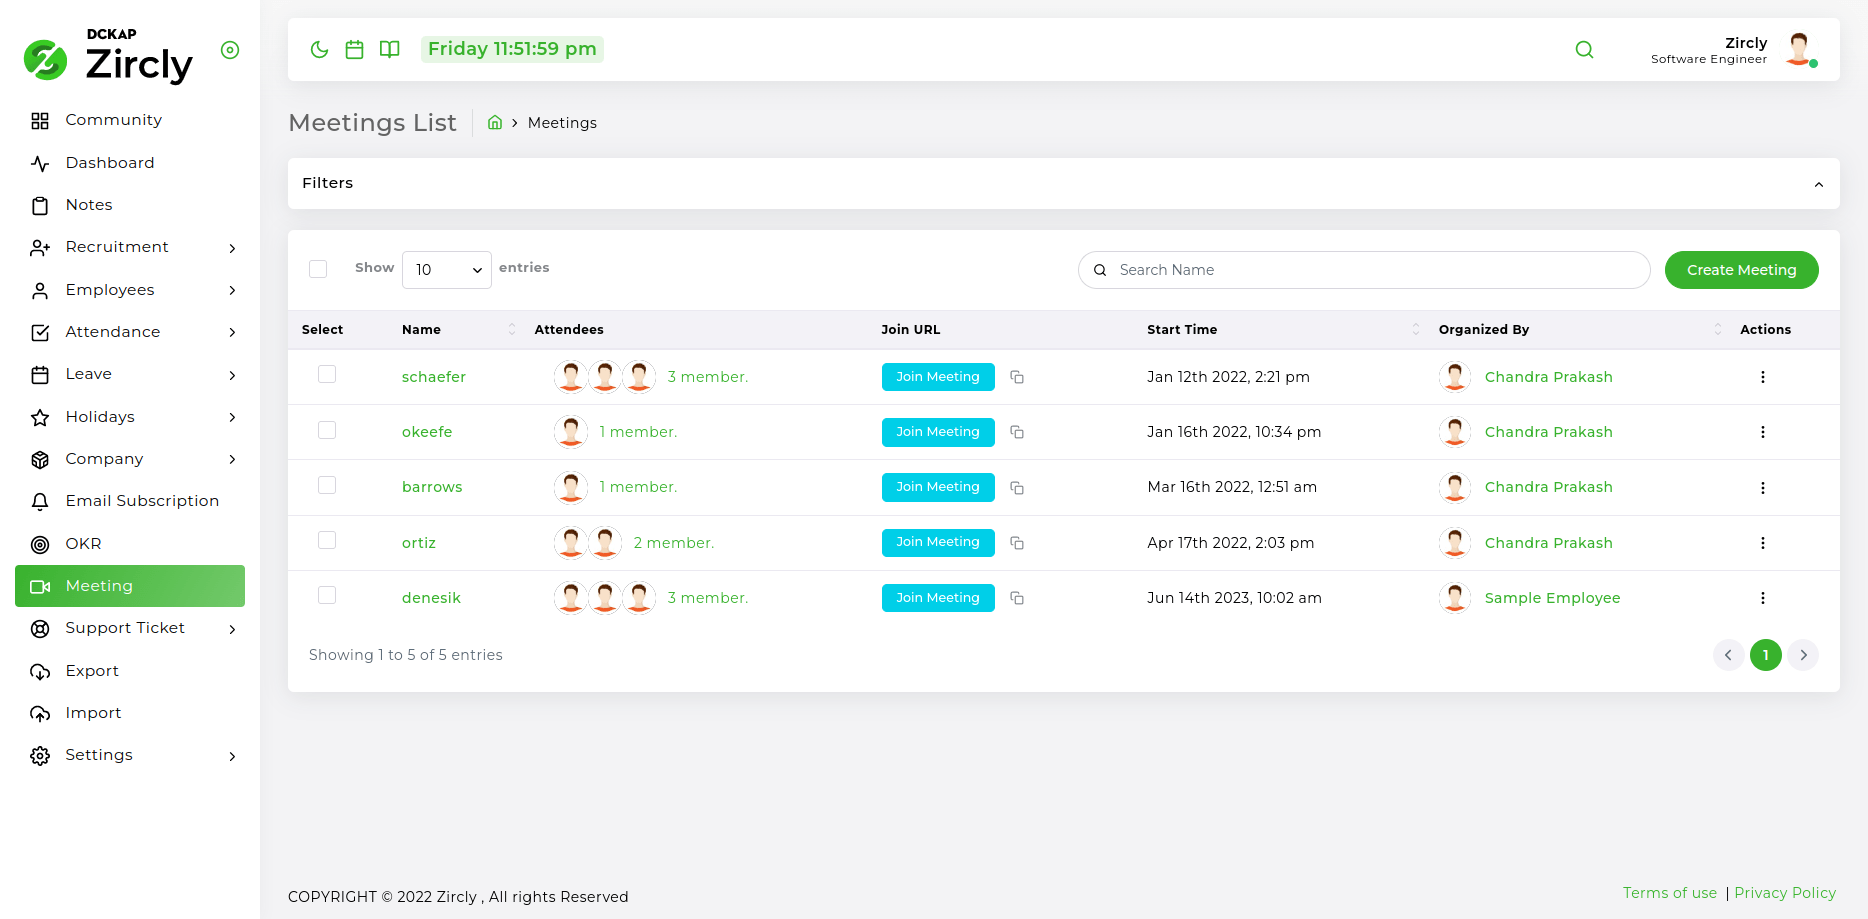 DCKAP
Zircly
Community
Dashboard
Notes
Recruitment
Employees
Attendance
Leave
Holidays
Company
Email Subscription
OKR
Meeting
Support Ticket
Export
Import
Settings
Friday 11:51:59 pm
Zircly
Software Engineer
Meetings List
Meetings
Filters
Show 10 entries
Search Name
Create Meeting
Select Name Attendees Join URL Start Time Organized By Actions
schaefer 3 member. Join Meeting Jan 12th 2022, 2:21 pm Chandra Prakash
okeefe 1 member. Join Meeting Jan 16th 2022, 10:34 pm Chandra Prakash
barrows 1 member. Join Meeting Mar 16th 2022, 12:51 am Chandra Prakash
ortiz 2 member. Join Meeting Apr 17th 2022, 2:03 pm Chandra Prakash
denesik 3 member. Join Meeting Jun 14th 2023, 10:02 am Sample Employee
Showing 1 to 5 of 5 entries
1
COPYRIGHT © 2022 Zircly , All rights Reserved
Terms of use | Privacy Policy